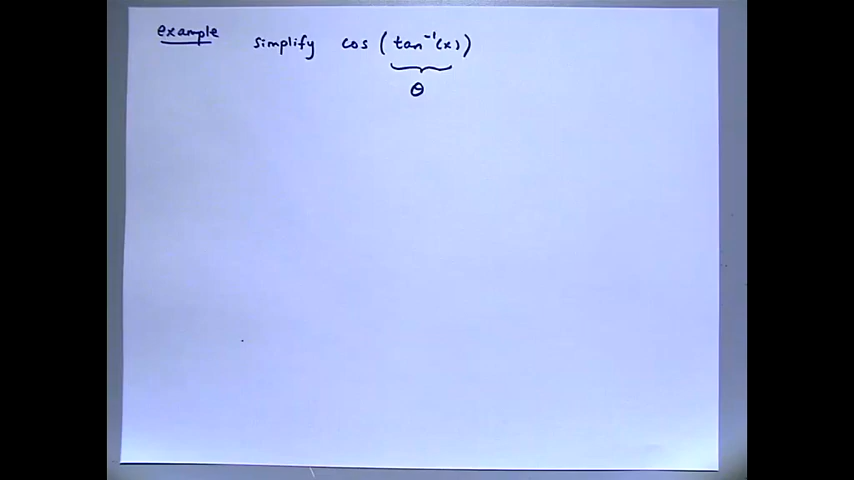 example simplify cos (tan⁻¹(x))
θ